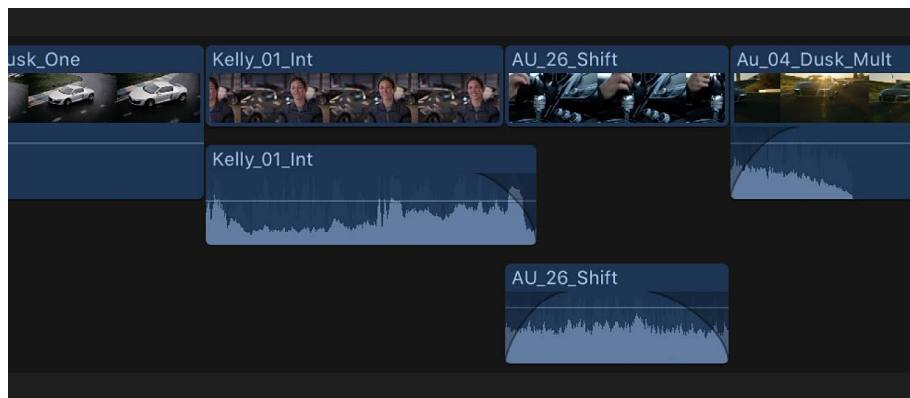 usk_One
Kelly_01_Int
AU_26_Shift
Au_04_Dusk_Mult
Kelly_01_Int
AU_26_Shift